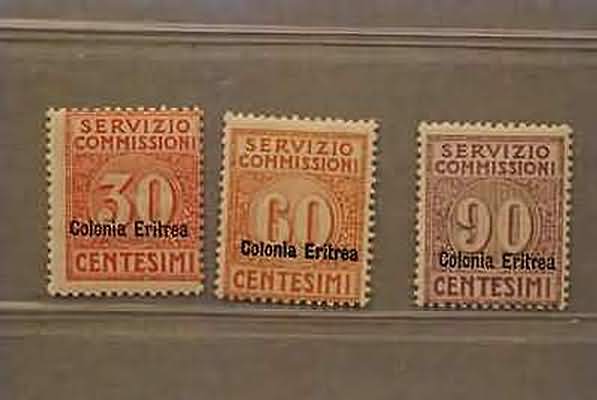 SERVIZIO
COMMISSIONI
30
Colonia Eritrea
CENTESIMI
SERVIZIO
COMMISSIONI
60
Colonia Eritrea
CENTESIMI
SERVIZIO
COMMISSIONI
90
Colonia Eritrea
CENTESIMI